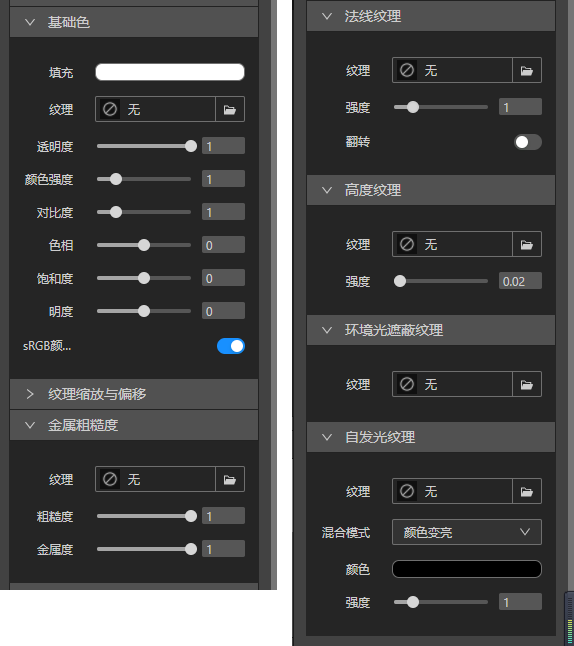 基础色
填充
纹理 无
透明度 1
颜色强度 1
对比度 1
色相 0
饱和度 0
明度 0
sRGB颜...
纹理缩放与偏移
金属粗糙度
纹理 无
粗糙度 1
金属度 1
法线纹理
纹理 无
强度 1
翻转
高度纹理
纹理 无
强度 0.02
环境光遮蔽纹理
纹理 无
自发光纹理
纹理 无
混合模式 颜色变亮
颜色
强度 1